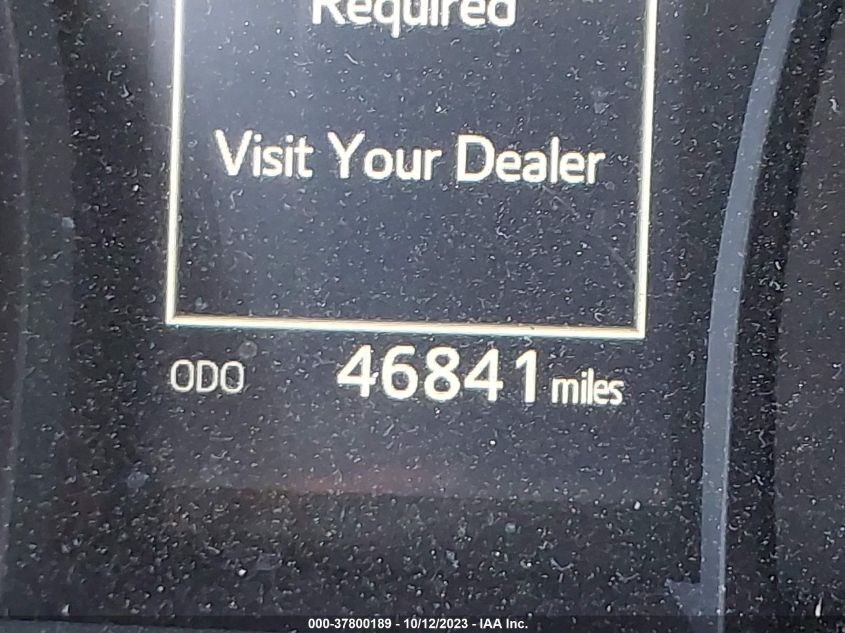 Required
Visit Your Dealer
ODO 46841 miles
000-37800189 - 10/12/2023 - IAA Inc.